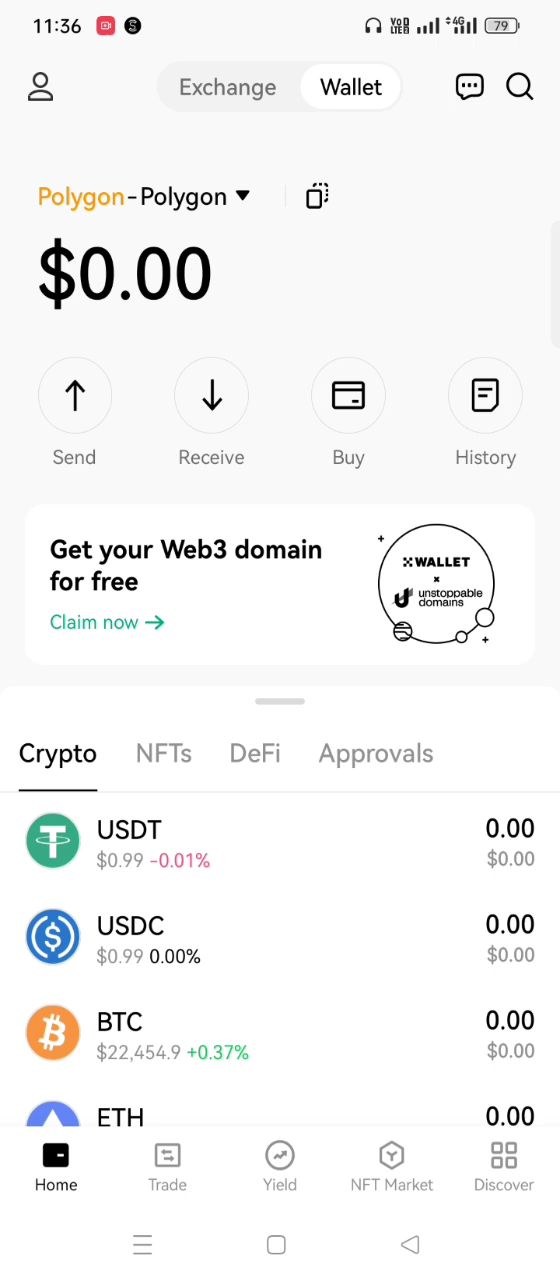 11:36
VoD LTE 4G 79
Exchange Wallet
Polygon-Polygon
$0.00
Send Receive Buy History
Get your Web3 domain
for free
Claim now →
WALLET
x
unstoppable
domains
Crypto NFTs DeFi Approvals
USDT 0.00
$0.99 -0.01% $0.00
USDC 0.00
$0.99 0.00% $0.00
BTC 0.00
$22,454.9 +0.37% $0.00
ETH 0.00
Home Trade Yield NFT Market Discover